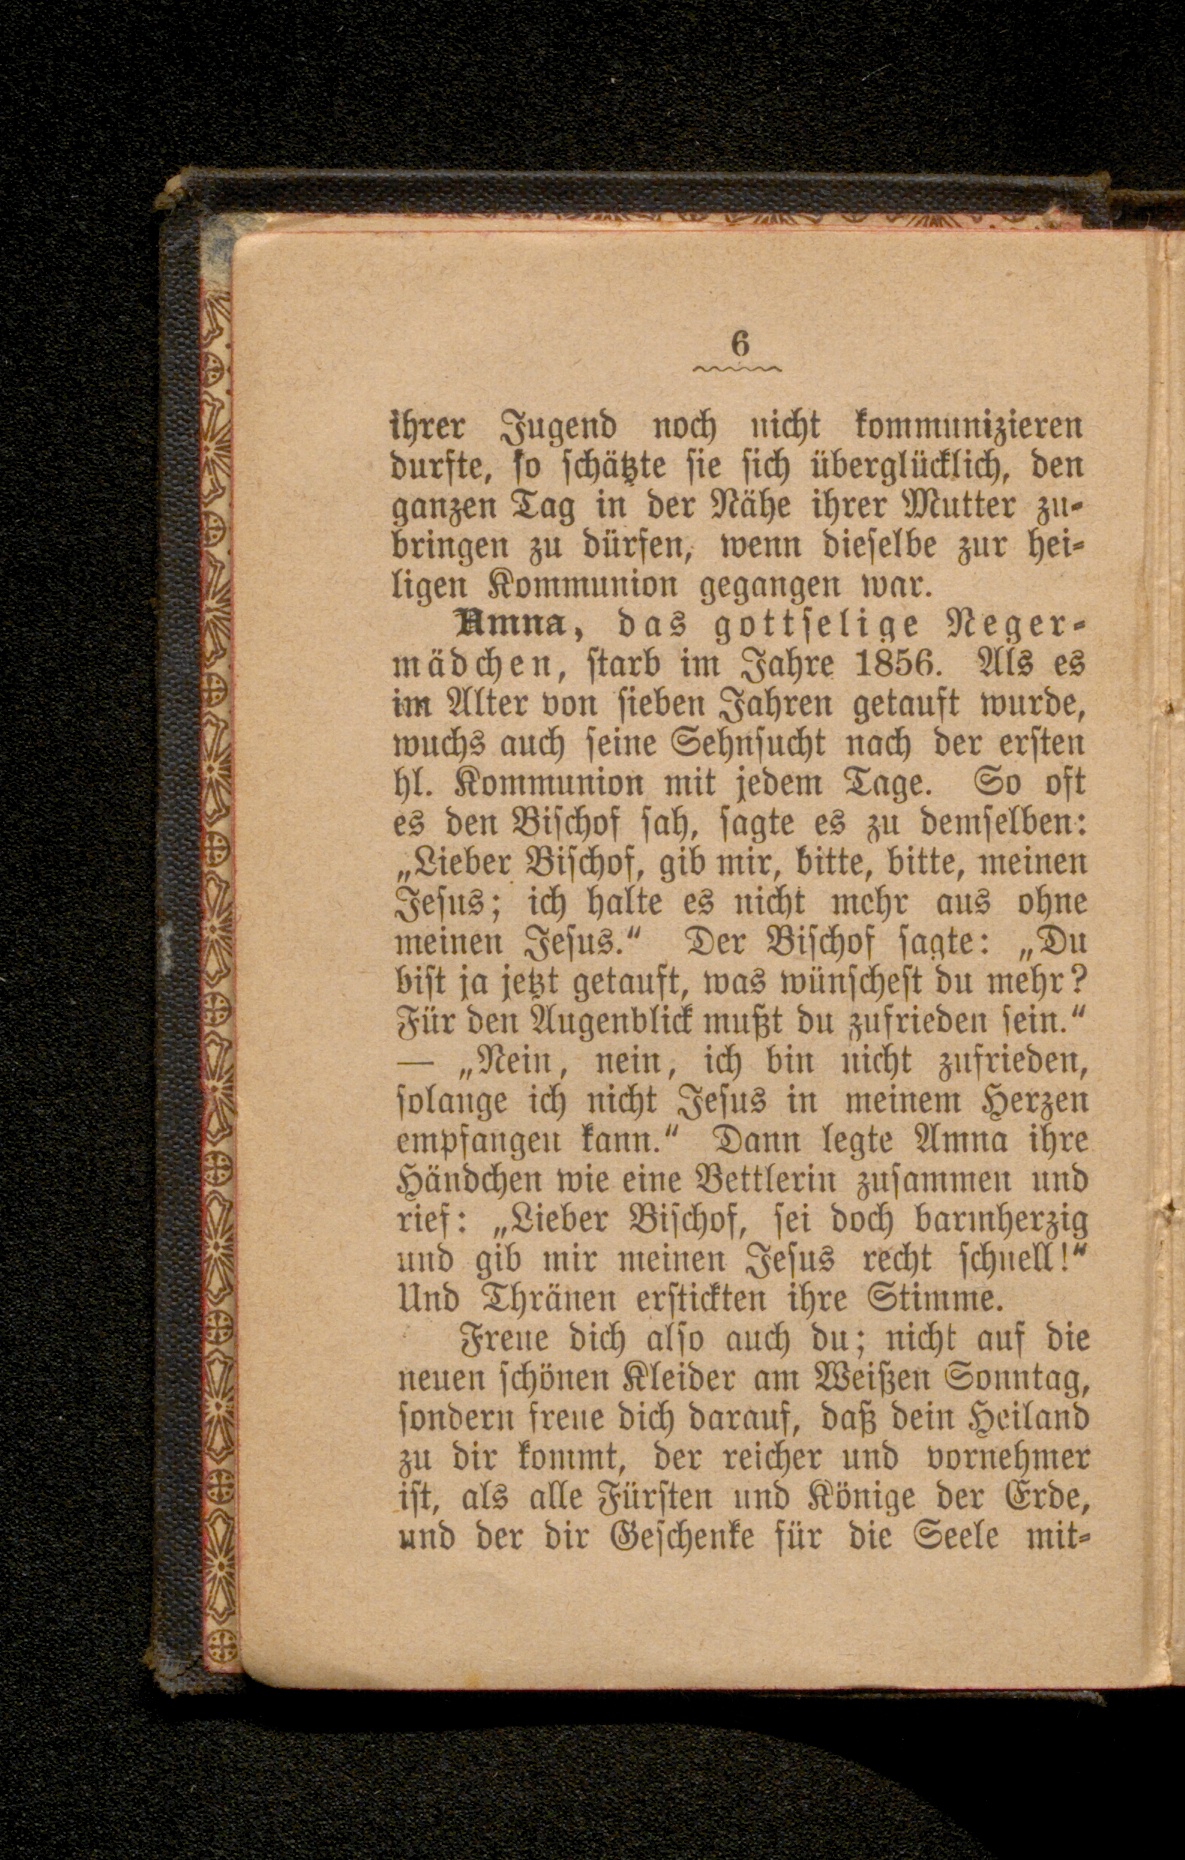 6
ihrer Jugend noch nicht kommunizieren
durfte, so schätzte sie sich überglücklich, den
ganzen Tag in der Nähe ihrer Mutter zu-
bringen zu dürfen, wenn dieselbe zur hei-
ligen Kommunion gegangen war.
Amna, das gottselige Neger-
mädchen, starb im Jahre 1856. Als es
im Alter von sieben Jahren getauft wurde,
wuchs auch seine Sehnsucht nach der ersten
hl. Kommunion mit jedem Tage. So oft
es den Bischof sah, sagte es zu demselben:
„Lieber Bischof, gib mir, bitte, bitte, meinen
Jesus; ich halte es nicht mehr aus ohne
meinen Jesus.“ Der Bischof sagte: „Du
bist ja jetzt getauft, was wünschest du mehr?
Für den Augenblick mußt du zufrieden sein.“
— „Nein, nein, ich bin nicht zufrieden,
solange ich nicht Jesus in meinem Herzen
empfangen kann.“ Dann legte Amna ihre
Händchen wie eine Bettlerin zusammen und
rief: „Lieber Bischof, sei doch barmherzig
und gib mir meinen Jesus recht schnell!“
Und Thränen erstickten ihre Stimme.
Freue dich also auch du; nicht auf die
neuen schönen Kleider am Weißen Sonntag,
sondern freue dich darauf, daß dein Heiland
zu dir kommt, der reicher und vornehmer
ist, als alle Fürsten und Könige der Erde,
und der dir Geschenke für die Seele mit-